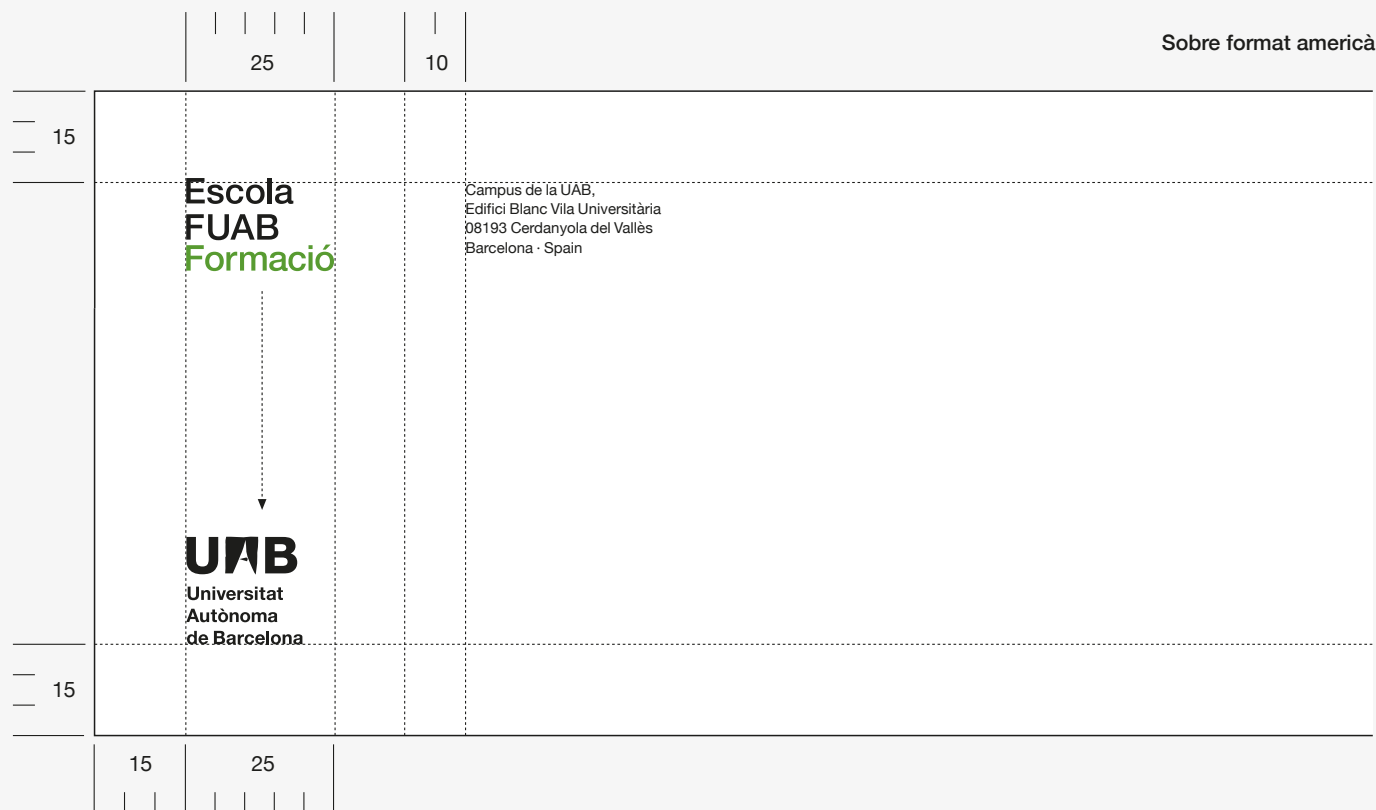 Sobre format americà
25
10
15
Escola
FUAB
Formació
Campus de la UAB,
Edifici Blanc Vila Universitària
08193 Cerdanyola del Vallès
Barcelona · Spain
UAB
Universitat
Autònoma
de Barcelona
15
15
25